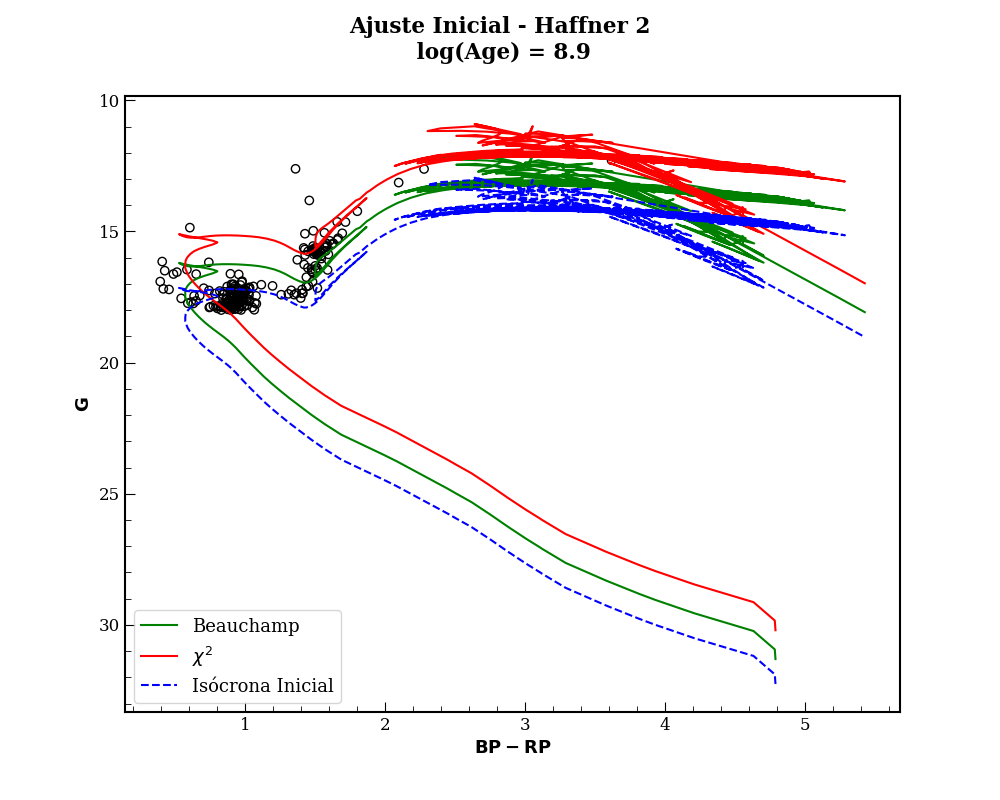 Ajuste Inicial - Haffner 2
log(Age) = 8.9
10
15
20
25
30
G
1 2 3 4 5
BP − RP
Beauchamp
χ²
Isócrona Inicial